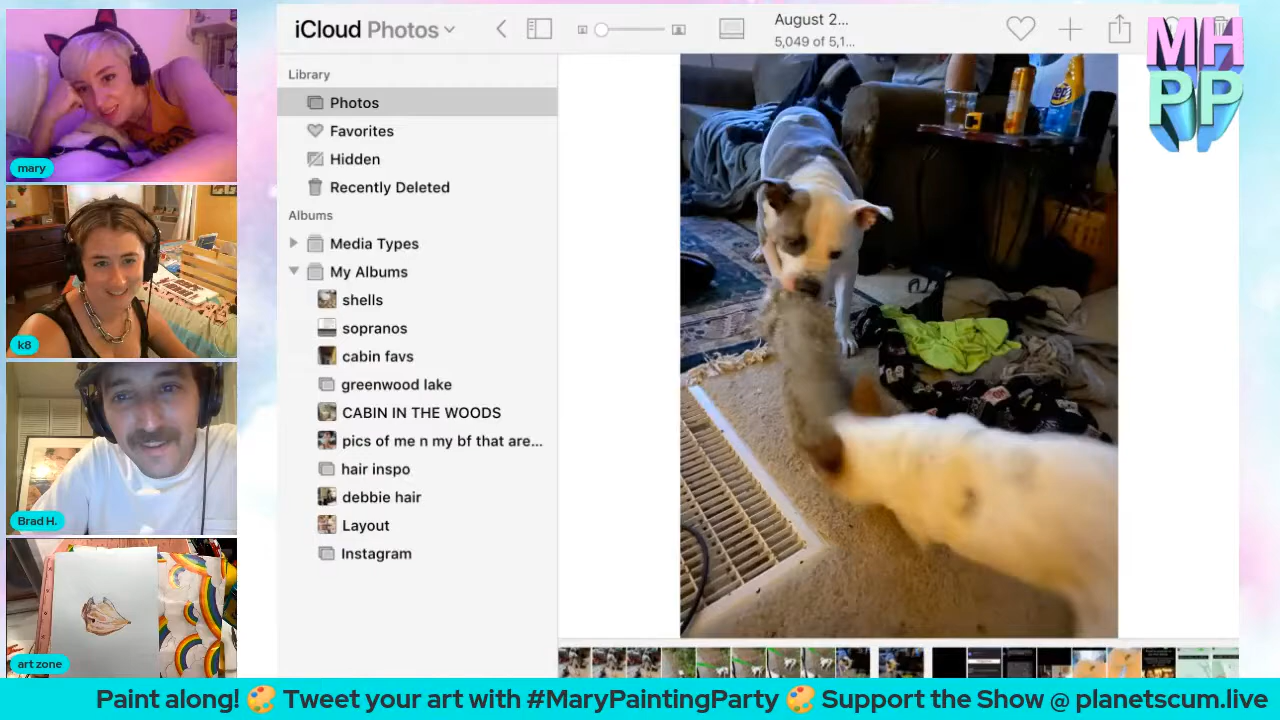 mary
k8
Brad H.
art zone
iCloud Photos
Library
Photos
Favorites
Hidden
Recently Deleted
Albums
Media Types
My Albums
shells
sopranos
cabin favs
greenwood lake
CABIN IN THE WOODS
pics of me n my bf that are...
hair inspo
debbie hair
Layout
Instagram
August 2...
5,049 of 5,1...
MH
PP
Paint along! 🎨 Tweet your art with #MaryPaintingParty 🎨 Support the Show @ planetscum.live